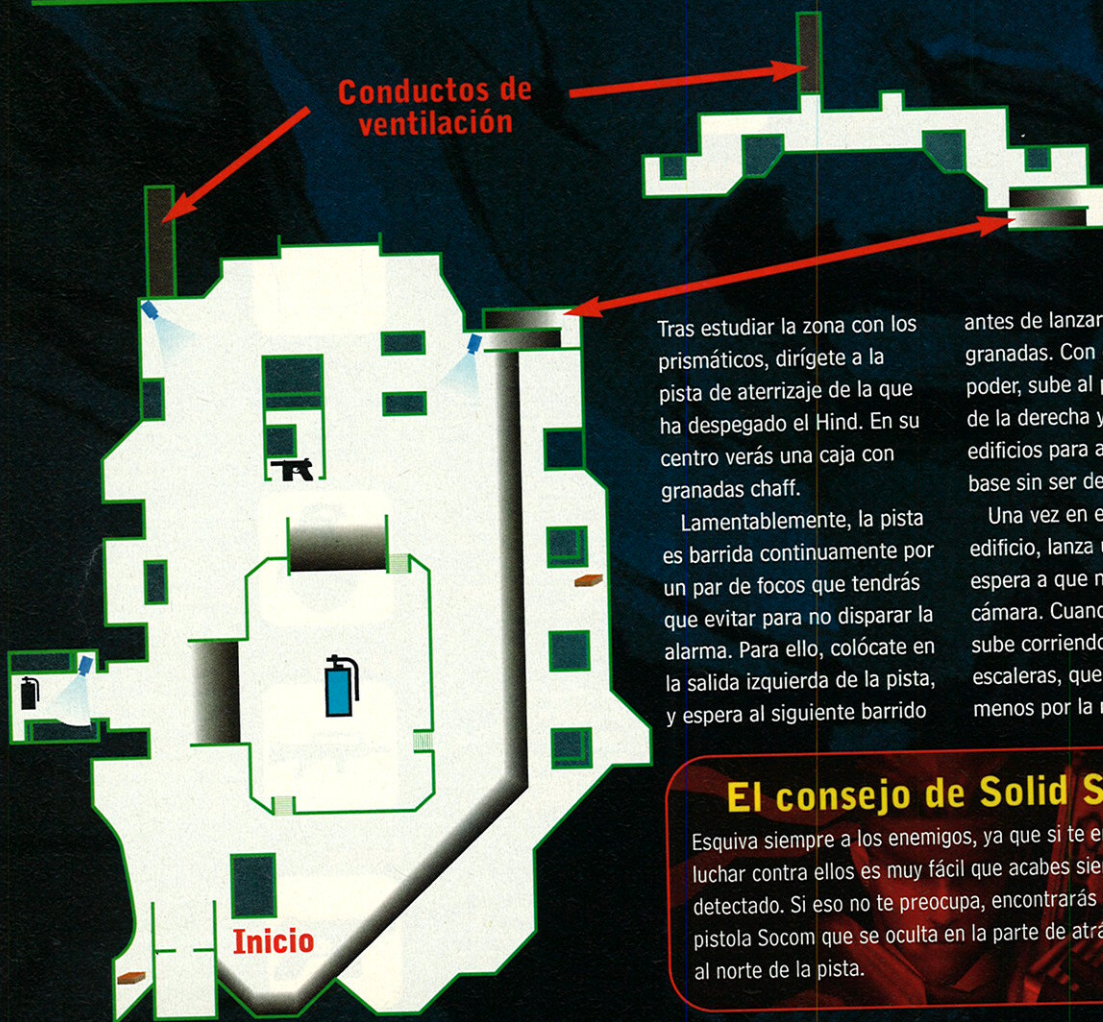 Conductos de
ventilación
Tras estudiar la zona con los
prismáticos, dirígete a la
pista de aterrizaje de la que
ha despegado el Hind. En su
centro verás una caja con
granadas chaff.
Lamentablemente, la pista
es barrida continuamente por
un par de focos que tendrás
que evitar para no disparar la
alarma. Para ello, colócate en
la salida izquierda de la pista,
y espera al siguiente barrido
antes de lanzar
granadas. Con
poder, sube al
de la derecha y
edificios para a
base sin ser de
Una vez en e
edificio, lanza
espera a que
cámara. Cuan
sube corriendo
escaleras, que
menos por la
El consejo de Solid S
Esquiva siempre a los enemigos, ya que si te
luchar contra ellos es muy fácil que acabes sie
detectado. Si eso no te preocupa, encontrarás
pistola Socom que se oculta en la parte de atrá
al norte de la pista.
Inicio